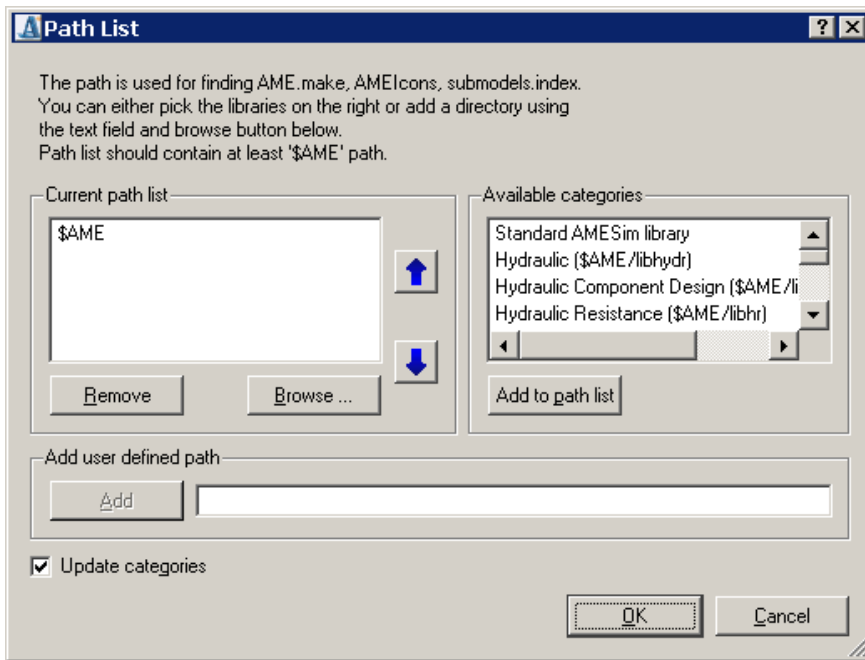 Path List
The path is used for finding AME.make, AMEIcons, submodels.index.
You can either pick the libraries on the right or add a directory using
the text field and browse button below.
Path list should contain at least '$AME' path.
Current path list
$AME
Remove
Browse ...
Available categories
Standard AMESim library
Hydraulic ($AME/libhydr)
Hydraulic Component Design ($AME/li
Hydraulic Resistance ($AME/libhr)
Add to path list
Add user defined path
Add
Update categories
OK
Cancel